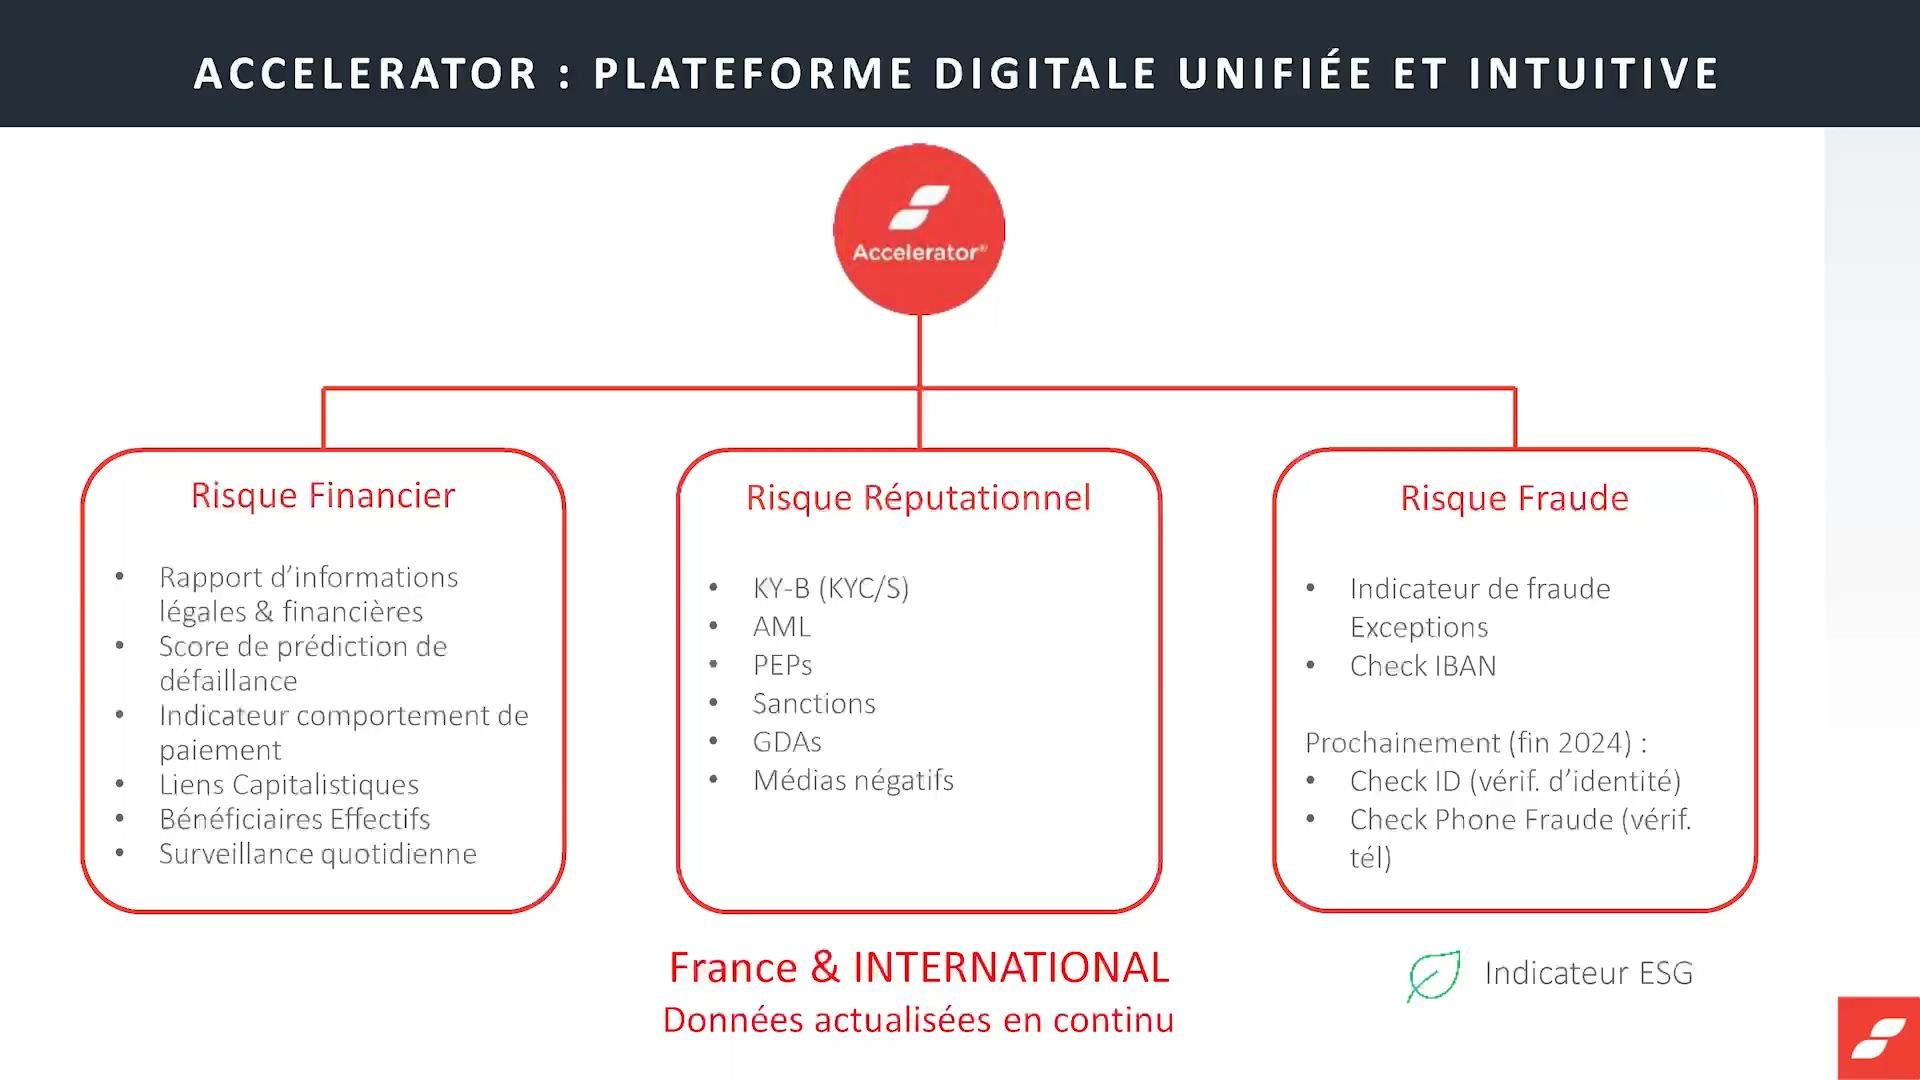 ACCELERATOR : PLATEFORME DIGITALE UNIFIÉE ET INTUITIVE
Accelerator®
Risque Financier
• Rapport d’informations
légales & financières
• Score de prédiction de
défaillance
• Indicateur comportement de
paiement
• Liens Capitalistiques
• Bénéficiaires Effectifs
• Surveillance quotidienne
Risque Réputationnel
• KY-B (KYC/S)
• AML
• PEPs
• Sanctions
• GDAs
• Médias négatifs
Risque Fraude
• Indicateur de fraude
Exceptions
• Check IBAN
Prochainement (fin 2024) :
• Check ID (vérif. d’identité)
• Check Phone Fraude (vérif.
tél)
France & INTERNATIONAL
Données actualisées en continu
Indicateur ESG